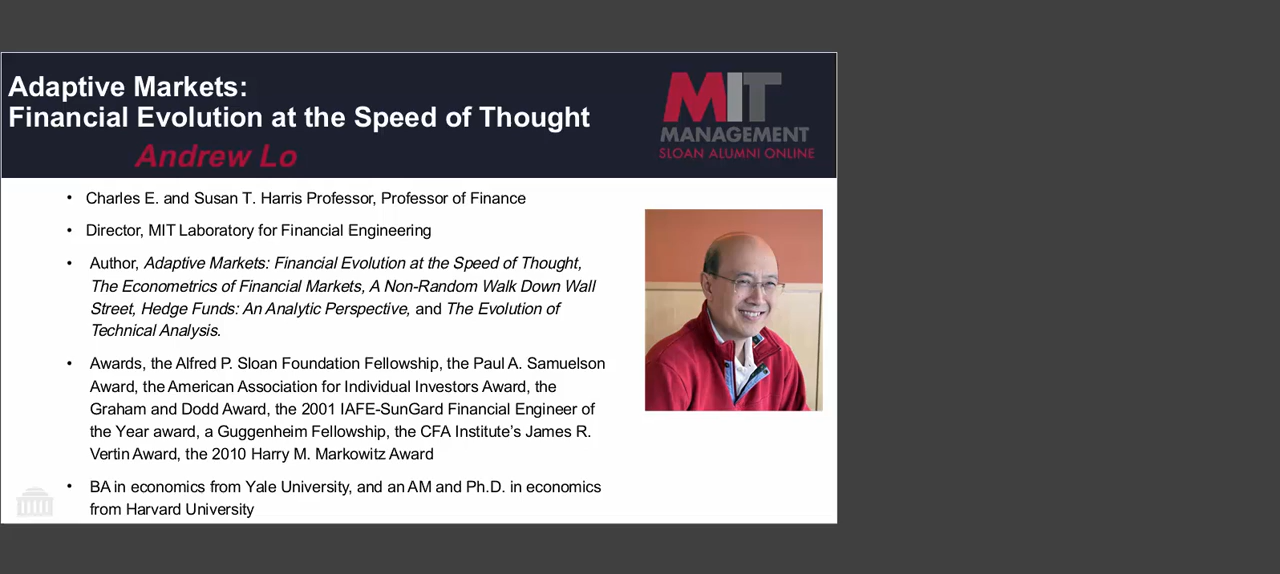 Adaptive Markets:
Financial Evolution at the Speed of Thought
Andrew Lo
MIT
MANAGEMENT
SLOAN ALUMNI ONLINE
• Charles E. and Susan T. Harris Professor, Professor of Finance
• Director, MIT Laboratory for Financial Engineering
• Author, Adaptive Markets: Financial Evolution at the Speed of Thought,
The Econometrics of Financial Markets, A Non-Random Walk Down Wall
Street, Hedge Funds: An Analytic Perspective, and The Evolution of
Technical Analysis.
• Awards, the Alfred P. Sloan Foundation Fellowship, the Paul A. Samuelson
Award, the American Association for Individual Investors Award, the
Graham and Dodd Award, the 2001 IAFE-SunGard Financial Engineer of
the Year award, a Guggenheim Fellowship, the CFA Institute’s James R.
Vertin Award, the 2010 Harry M. Markowitz Award
• BA in economics from Yale University, and an AM and Ph.D. in economics
from Harvard University